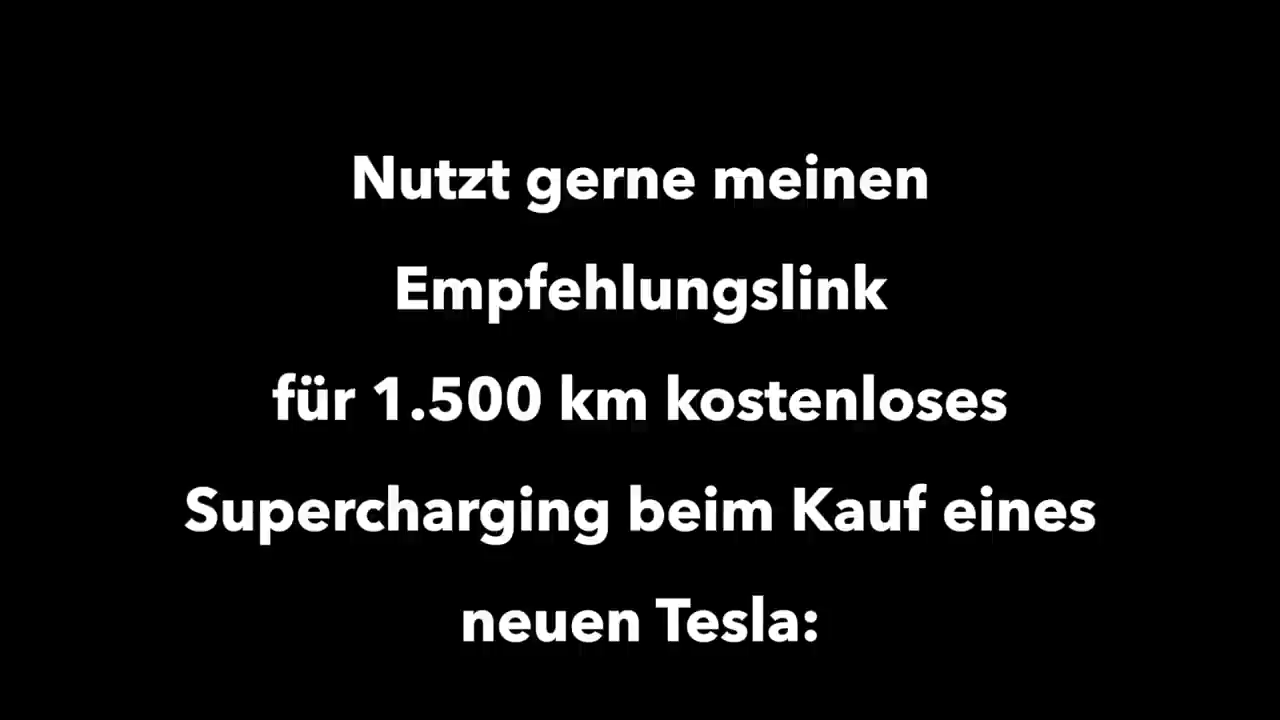 Nutzt gerne meinen
Empfehlungslink
für 1.500 km kostenloses
Supercharging beim Kauf eines
neuen Tesla: